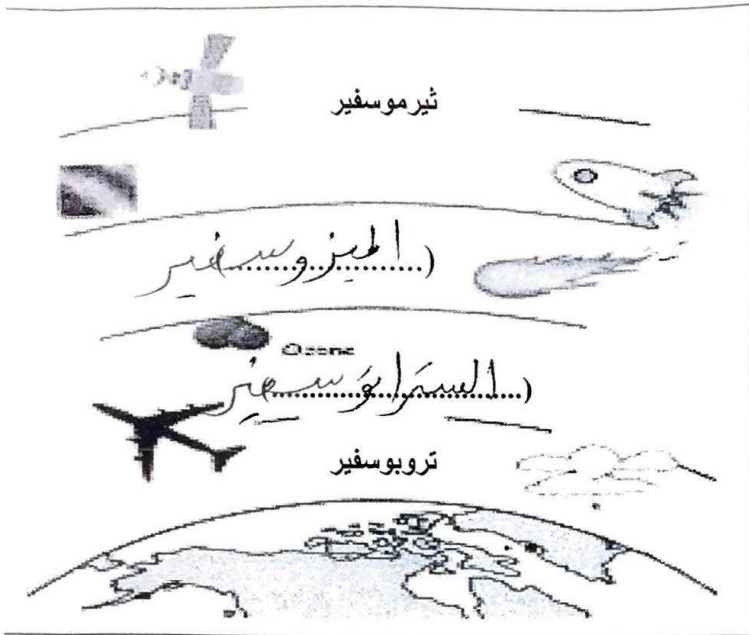 ثيرموسفير
(..........الميزوسفير
Ozone
(..........الستراتوسفير
تروبوسفير